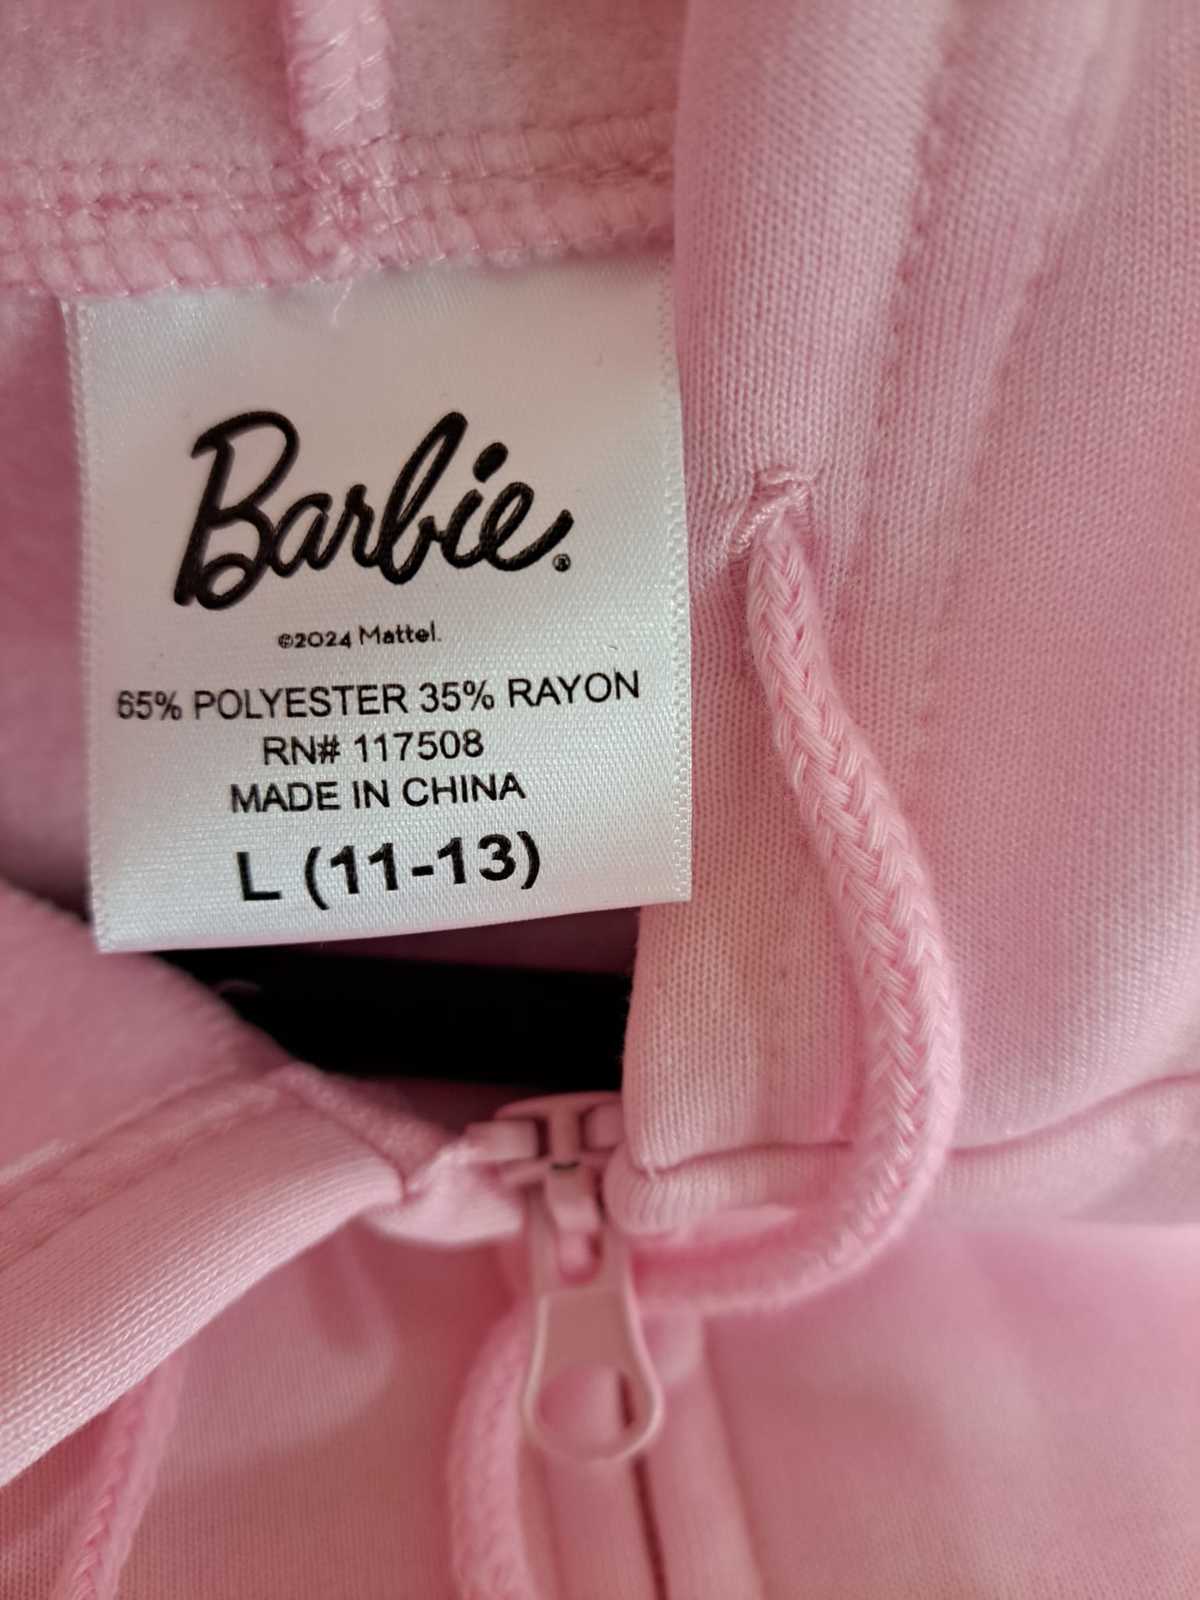 Barbie®
©2024 Mattel.
65% POLYESTER 35% RAYON
RN# 117508
MADE IN CHINA
L (11-13)